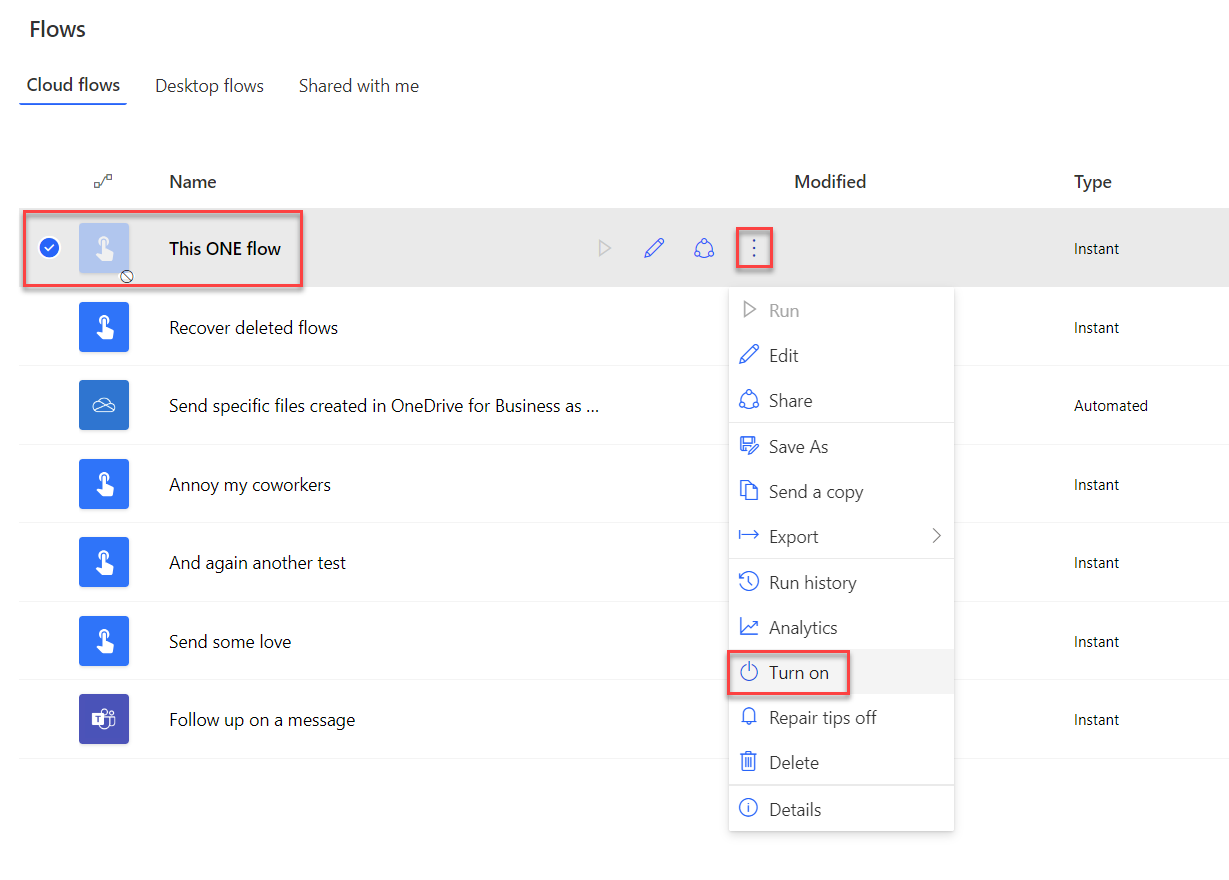 Flows
Cloud flows Desktop flows Shared with me
Name Modified Type
This ONE flow Instant
Recover deleted flows Instant
Send specific files created in OneDrive for Business as ... Automated
Annoy my coworkers Instant
And again another test Instant
Send some love Instant
Follow up on a message Instant
Run
Edit
Share
Save As
Send a copy
Export
Run history
Analytics
Turn on
Repair tips off
Delete
Details